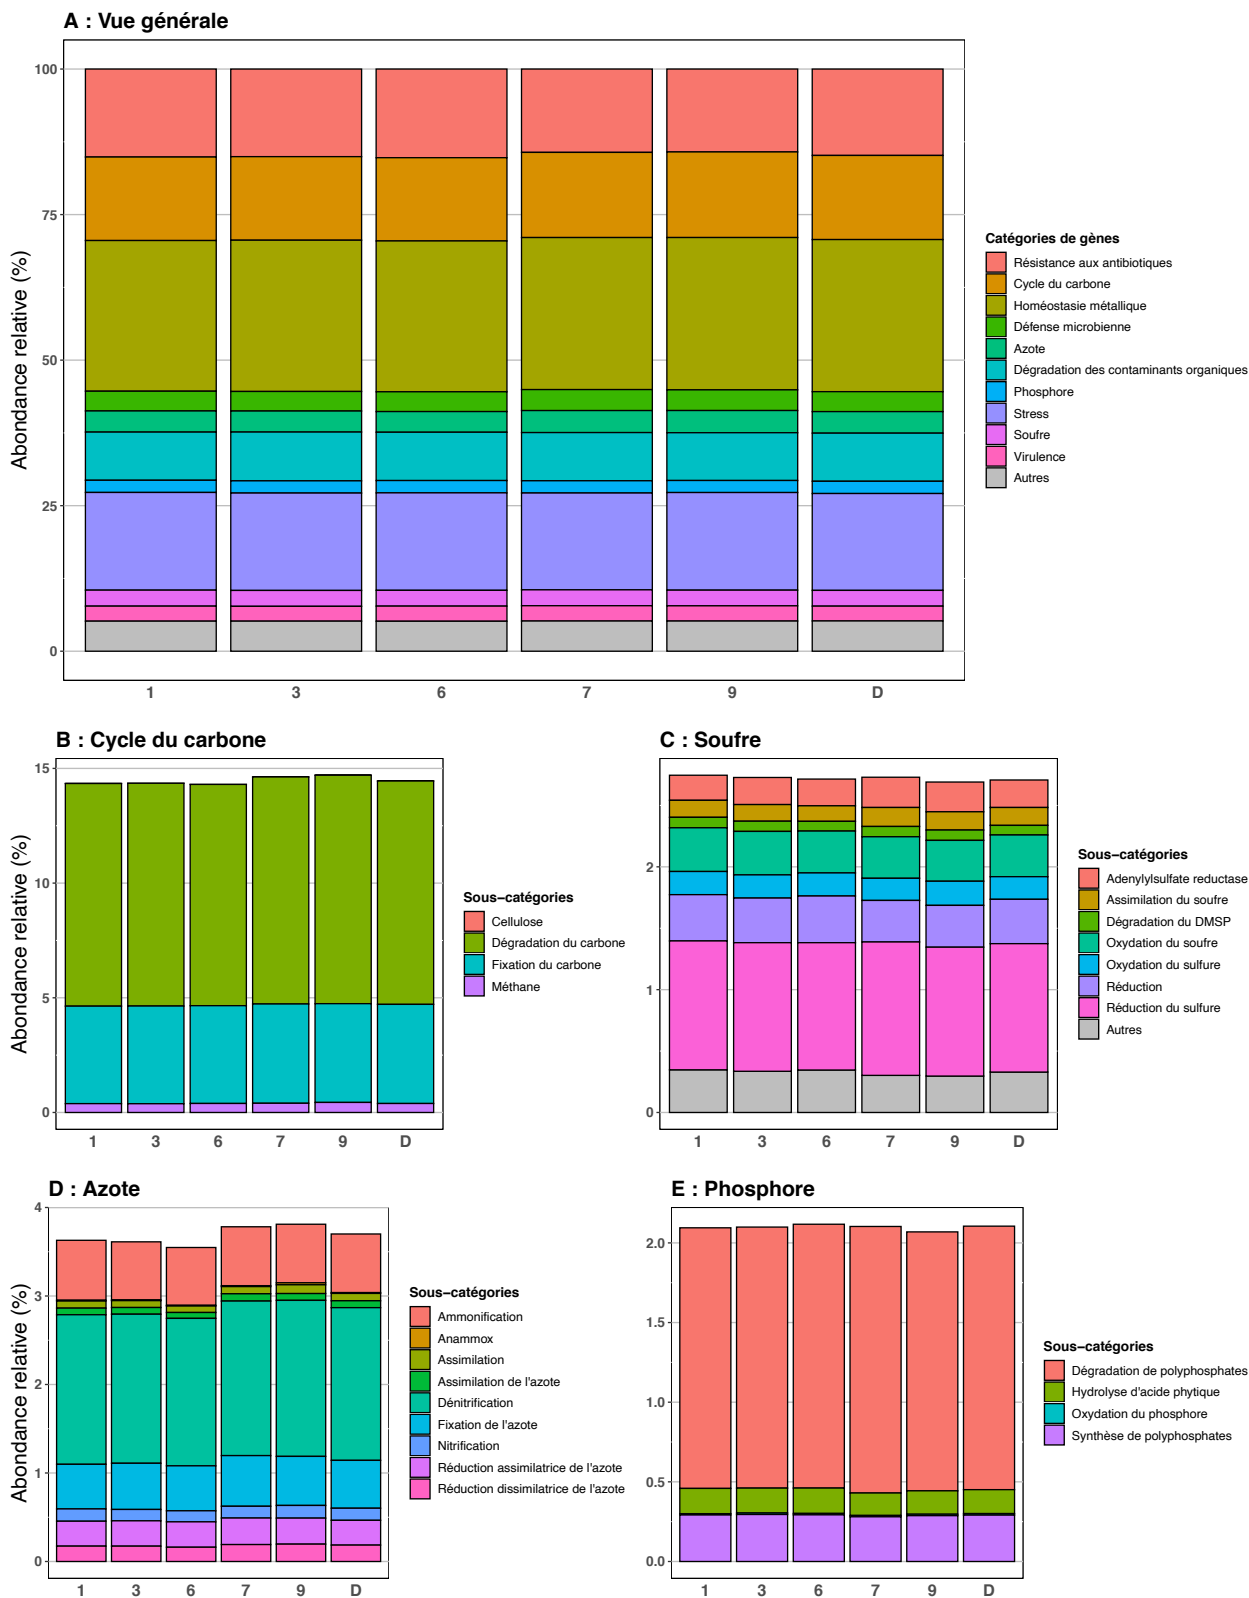 A : Vue générale
Abondance relative (%)
100
75
50
25
0
1 3 6 7 9 D
Catégories de gènes
Résistance aux antibiotiques
Cycle du carbone
Homéostasie métallique
Défense microbienne
Azote
Dégradation des contaminants organiques
Phosphore
Stress
Soufre
Virulence
Autres
B : Cycle du carbone
Abondance relative (%)
15
10
5
0
1 3 6 7 9 D
Sous−catégories
Cellulose
Dégradation du carbone
Fixation du carbone
Méthane
C : Soufre
2
1
0
1 3 6 7 9 D
Sous−catégories
Adenylylsulfate reductase
Assimilation du soufre
Dégradation du DMSP
Oxydation du soufre
Oxydation du sulfure
Réduction
Réduction du sulfure
Autres
D : Azote
Abondance relative (%)
4
3
2
1
0
1 3 6 7 9 D
Sous−catégories
Ammonification
Anammox
Assimilation
Assimilation de l'azote
Dénitrification
Fixation de l'azote
Nitrification
Réduction assimilatrice de l'azote
Réduction dissimilatrice de l'azote
E : Phosphore
2.0
1.5
1.0
0.5
0.0
1 3 6 7 9 D
Sous−catégories
Dégradation de polyphosphates
Hydrolyse d'acide phytique
Oxydation du phosphore
Synthèse de polyphosphates